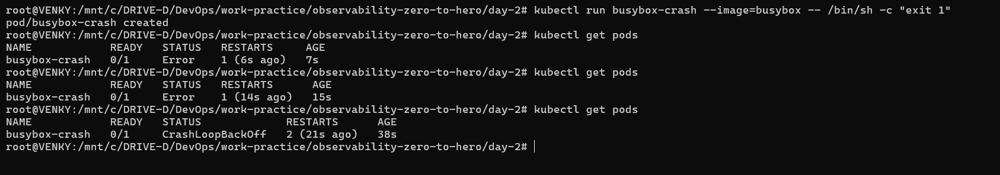 root@VENKY:/mnt/c/DRIVE-D/DevOps/work-practice/observability-zero-to-hero/day-2# kubectl run busybox-crash --image=busybox -- /bin/sh -c "exit 1"
pod/busybox-crash created
root@VENKY:/mnt/c/DRIVE-D/DevOps/work-practice/observability-zero-to-hero/day-2# kubectl get pods
NAME            READY   STATUS   RESTARTS     AGE
busybox-crash   0/1     Error    1 (6s ago)   7s
root@VENKY:/mnt/c/DRIVE-D/DevOps/work-practice/observability-zero-to-hero/day-2# kubectl get pods
NAME            READY   STATUS   RESTARTS      AGE
busybox-crash   0/1     Error    1 (14s ago)   15s
root@VENKY:/mnt/c/DRIVE-D/DevOps/work-practice/observability-zero-to-hero/day-2# kubectl get pods
NAME            READY   STATUS             RESTARTS      AGE
busybox-crash   0/1     CrashLoopBackOff   2 (21s ago)   38s
root@VENKY:/mnt/c/DRIVE-D/DevOps/work-practice/observability-zero-to-hero/day-2#